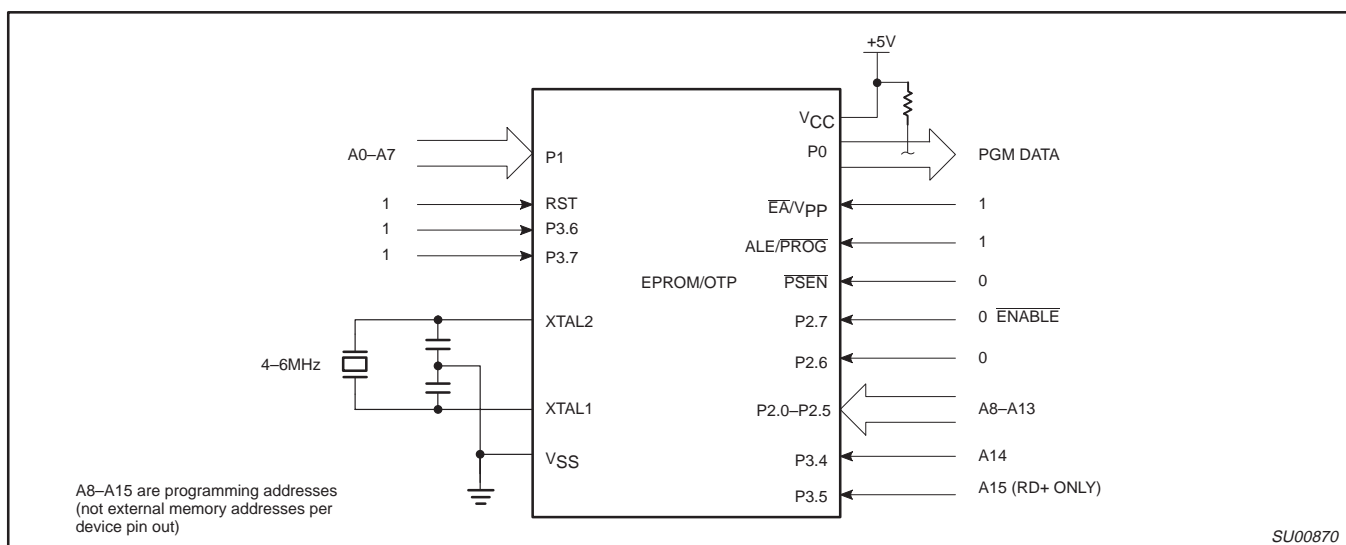 +5V
VCC
A0–A7
P1
P0
PGM DATA
1
RST
EA/VPP
1
1
P3.6
ALE/PROG
1
1
P3.7
EPROM/OTP
PSEN
0
XTAL2
P2.7
0 ENABLE
4–6MHz
P2.6
0
XTAL1
P2.0–P2.5
A8–A13
VSS
P3.4
A14
P3.5
A15 (RD+ ONLY)
A8–A15 are programming addresses
(not external memory addresses per
device pin out)
SU00870